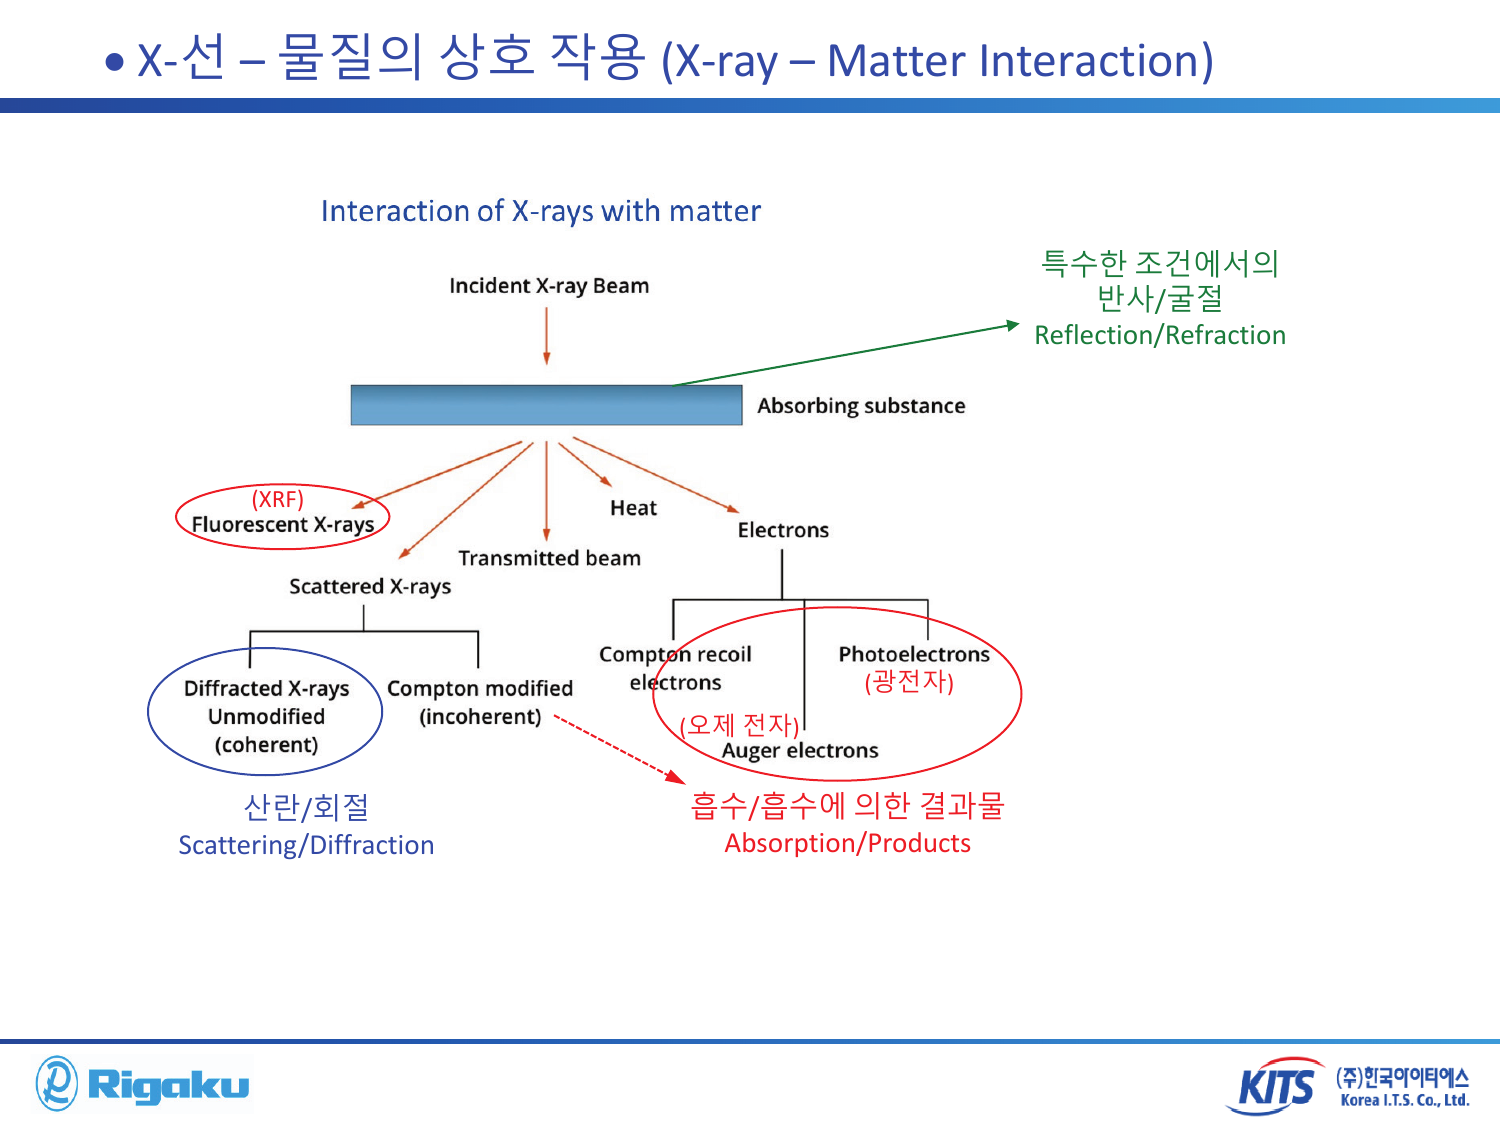 • X-선 – 물질의 상호 작용 (X-ray – Matter Interaction)
Interaction of X-rays with matter
특수한 조건에서의
반사/굴절
Reflection/Refraction
Incident X-ray Beam
Absorbing substance
(XRF)
Fluorescent X-rays
Heat
Electrons
Transmitted beam
Scattered X-rays
Compton recoil
electrons
Photoelectrons
(광전자)
Diffracted X-rays
Unmodified
(coherent)
Compton modified
(incoherent)
(오제 전자)
Auger electrons
산란/회절
Scattering/Diffraction
흡수/흡수에 의한 결과물
Absorption/Products
Rigaku
KITS
(주)한국아이티에스
Korea I.T.S. Co., Ltd.